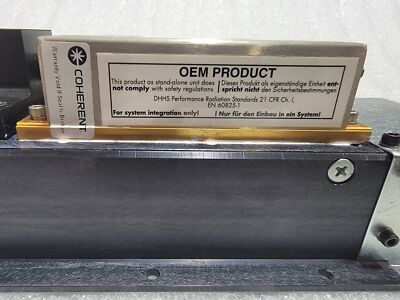 COHERENT
Warranty Void if Seal is Broken
OEM PRODUCT
This product as stand-alone unit does
not comply with safety regulations
Dieses Produkt als eigenständige Einheit ent-
spricht nicht den Sicherheitsbestimmungen
DHHS Performance Radiation Standards 21 CFR Ch. I,
EN 60825-1
For system integration only!
Nur für den Einbau in ein System!